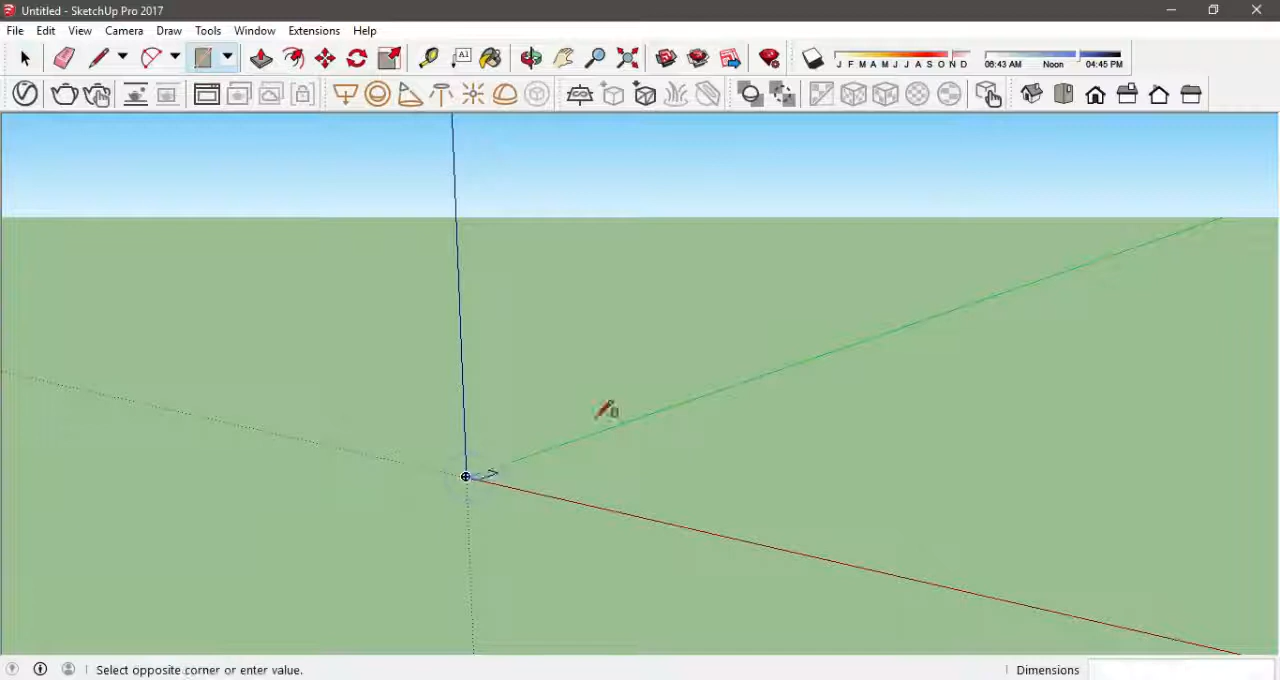 Untitled - SketchUp Pro 2017
File Edit View Camera Draw Tools Window Extensions Help
A1
J F M A M J J A S O N D 06:43 AM Noon 04:45 PM
Select opposite corner or enter value. Dimensions